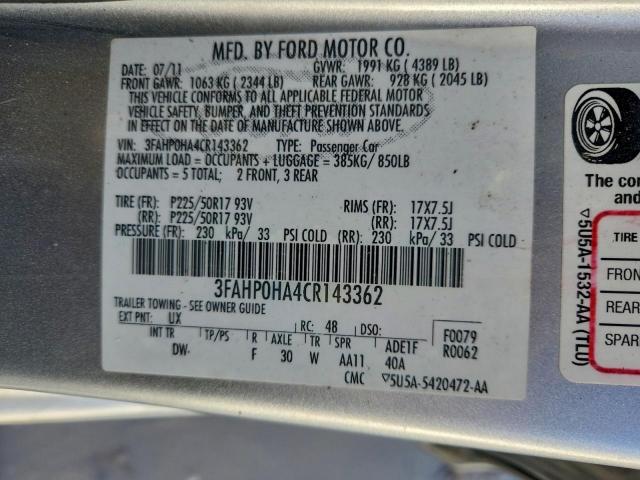 MFD. BY FORD MOTOR CO.
DATE: 07/11 GVWR: 1991 KG ( 4389 LB)
FRONT GAWR: 1063 KG ( 2344 LB) REAR GAWR: 928 KG ( 2045 LB)
THIS VEHICLE CONFORMS TO ALL APPLICABLE FEDERAL MOTOR
VEHICLE SAFETY, BUMPER, AND THEFT PREVENTION STANDARDS
IN EFFECT ON THE DATE OF MANUFACTURE SHOWN ABOVE.
VIN: 3FAHP0HA4CR143362 TYPE: Passenger Car
MAXIMUM LOAD = OCCUPANTS + LUGGAGE = 385KG/ 850LB
OCCUPANTS = 5 TOTAL; 2 FRONT, 3 REAR
TIRE (FR): P225/50R17 93V RIMS (FR): 17X7.5J
(RR): P225/50R17 93V (RR): 17X7.5J
PRESSURE (FR): 230 kPa/ 33 PSI COLD (RR): 230 kPa/ 33 PSI COLD
3FAHP0HA4CR143362
TRAILER TOWING - SEE OWNER GUIDE
EXT PNT: UX RC: 48 DSO: F0079
INT TR TP/PS R AXLE TR SPR ADE1F R0062
DW. F 30 W AA11 40A
CMC ▽5U5A-5420472-AA
▽5U5A-1532-AA (TL0)
The con
TIRE
FRON
REAR
SPAR